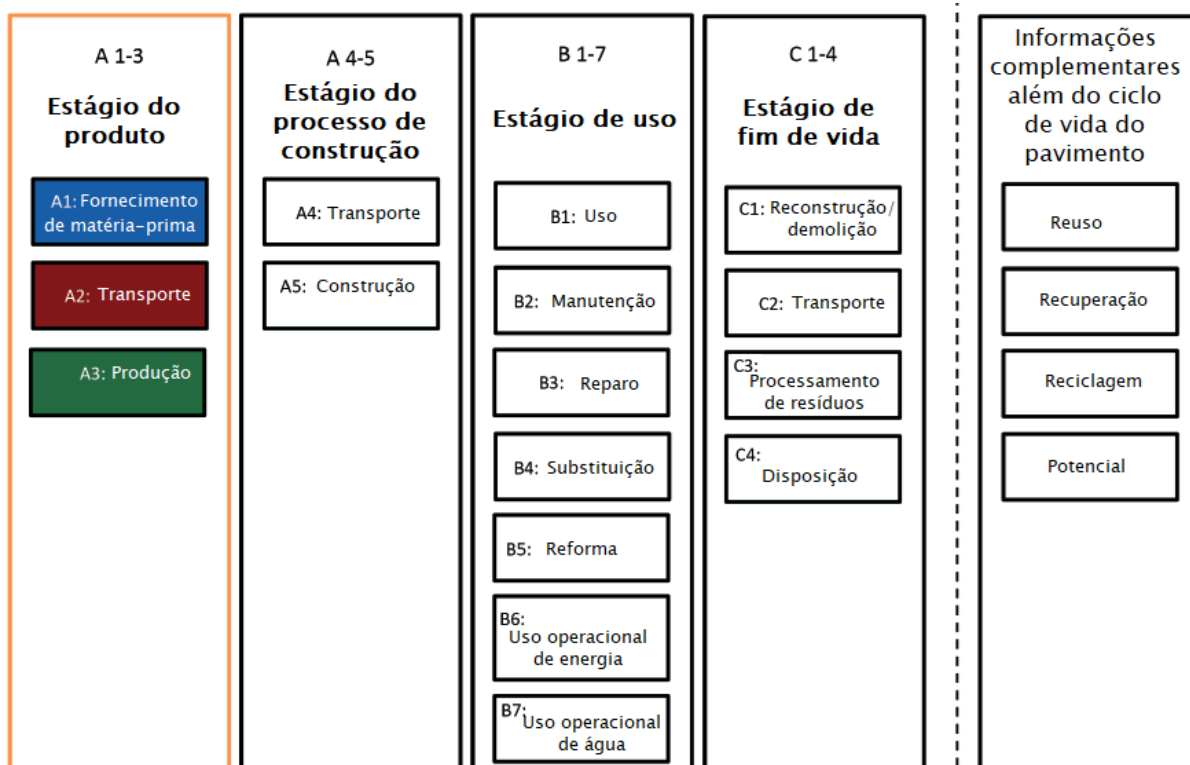 A 1-3
Estágio do
produto
A1: Fornecimento
de matéria-prima
A2: Transporte
A3: Produção
A 4-5
Estágio do
processo de
construção
A4: Transporte
A5: Construção
B 1-7
Estágio de uso
B1: Uso
B2: Manutenção
B3: Reparo
B4: Substituição
B5: Reforma
B6:
Uso operacional
de energia
B7:
Uso operacional
de água
C 1-4
Estágio de
fim de vida
C1: Reconstrução/
demolição
C2: Transporte
C3:
Processamento
de resíduos
C4:
Disposição
Informações
complementares
além do ciclo
de vida do
pavimento
Reuso
Recuperação
Reciclagem
Potencial